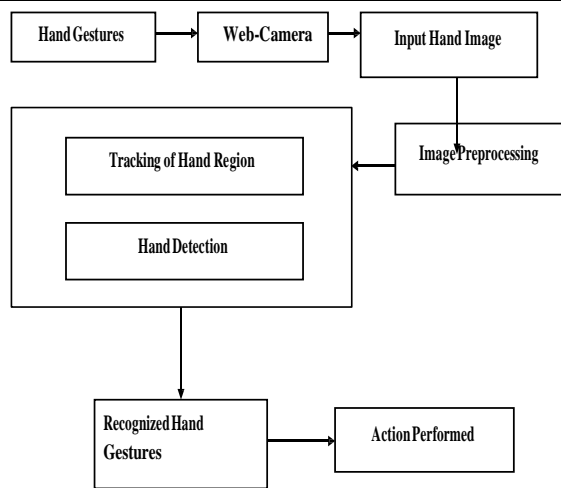 Hand Gestures
Web-Camera
Input Hand Image
Image Preprocessing
Tracking of Hand Region
Hand Detection
Recognized Hand
Gestures
Action Performed